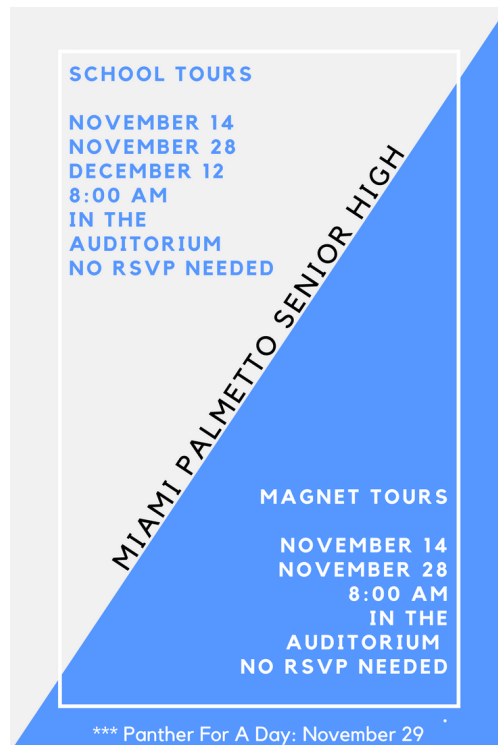 SCHOOL TOURS
NOVEMBER 14
NOVEMBER 28
DECEMBER 12
8:00 AM
IN THE
AUDITORIUM
NO RSVP NEEDED
MIAMI PALMETTO SENIOR HIGH
MAGNET TOURS
NOVEMBER 14
NOVEMBER 28
8:00 AM
IN THE
AUDITORIUM
NO RSVP NEEDED
.
*** Panther For A Day: November 29